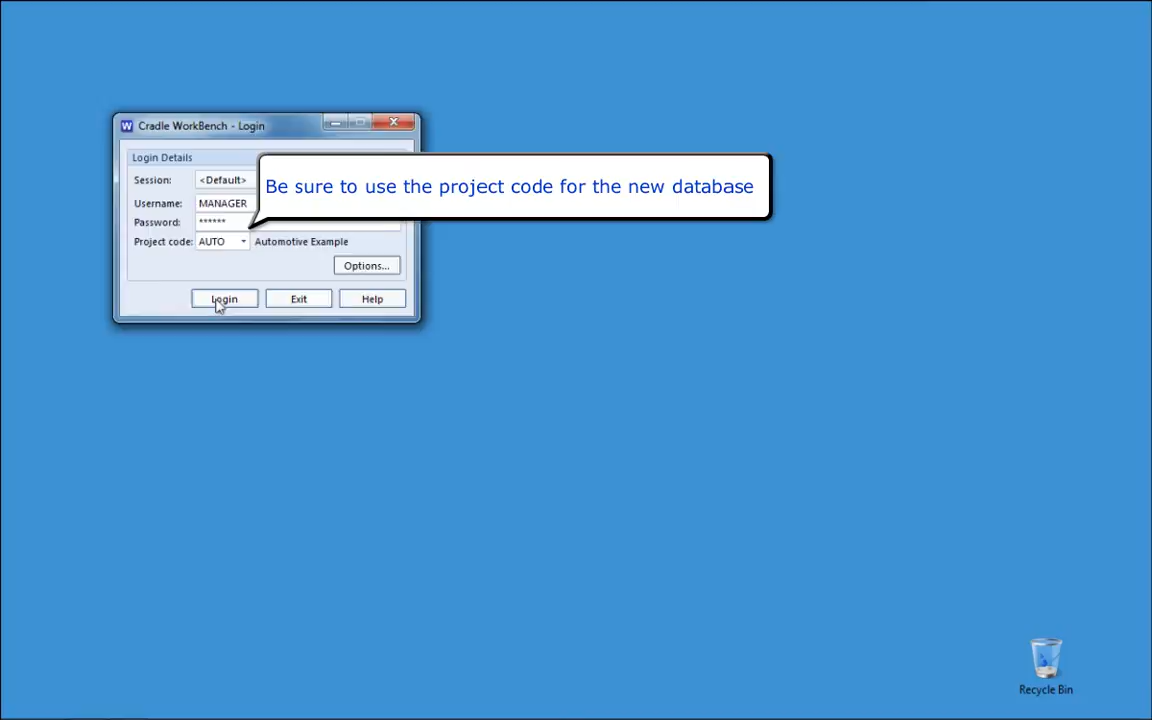 Cradle WorkBench - Login
Login Details
Session: <Default>
Be sure to use the project code for the new database
Username: MANAGER
Password: ******
Project code: AUTO Automotive Example
Options...
Login Exit Help
Recycle Bin